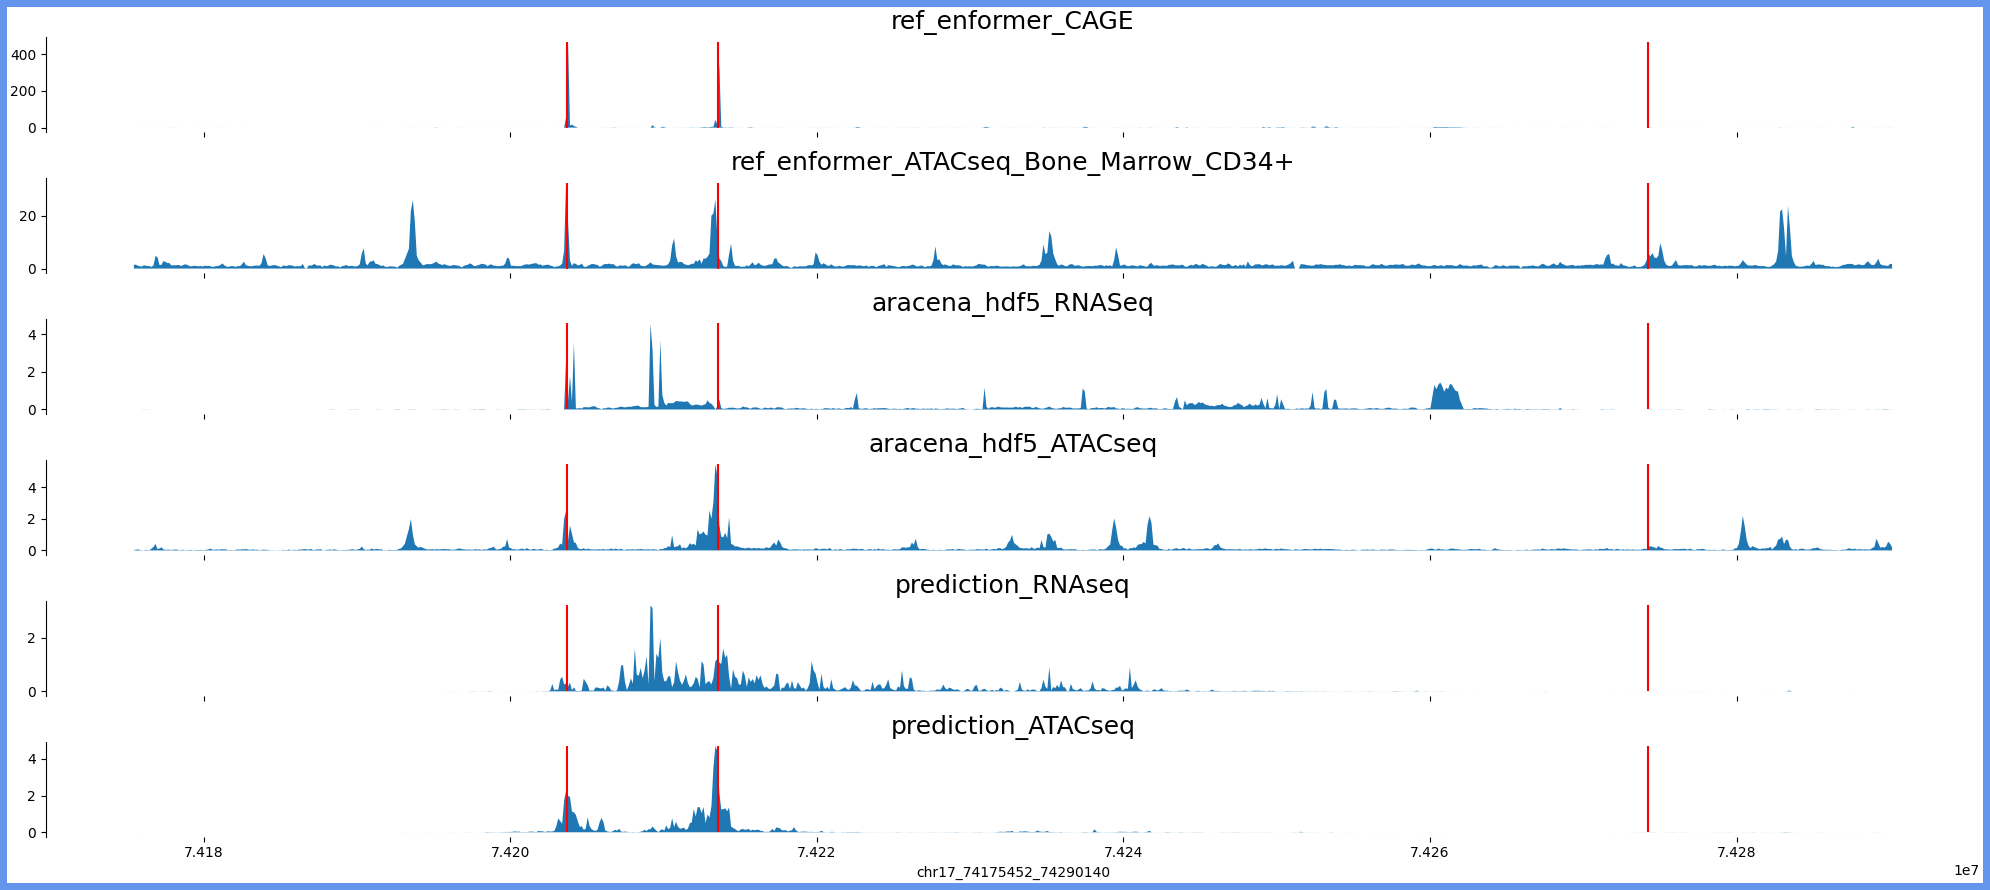 ref_enformer_CAGE
400
200
0
ref_enformer_ATACseq_Bone_Marrow_CD34+
20
0
aracena_hdf5_RNASeq
4
2
0
aracena_hdf5_ATACseq
4
2
0
prediction_RNAseq
2
0
prediction_ATACseq
4
2
0
7.418 7.420 7.422 7.424 7.426 7.428
chr17_74175452_74290140
1e7